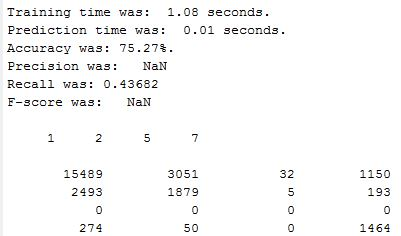 Training time was:  1.08 seconds.
Prediction time was:  0.01 seconds.
Accuracy was: 75.27%.
Precision was:   NaN
Recall was: 0.43682
F-score was:   NaN
1     2     5     7
15489        3051          32        1150
2493        1879           5         193
0           0           0           0
274          50           0        1464